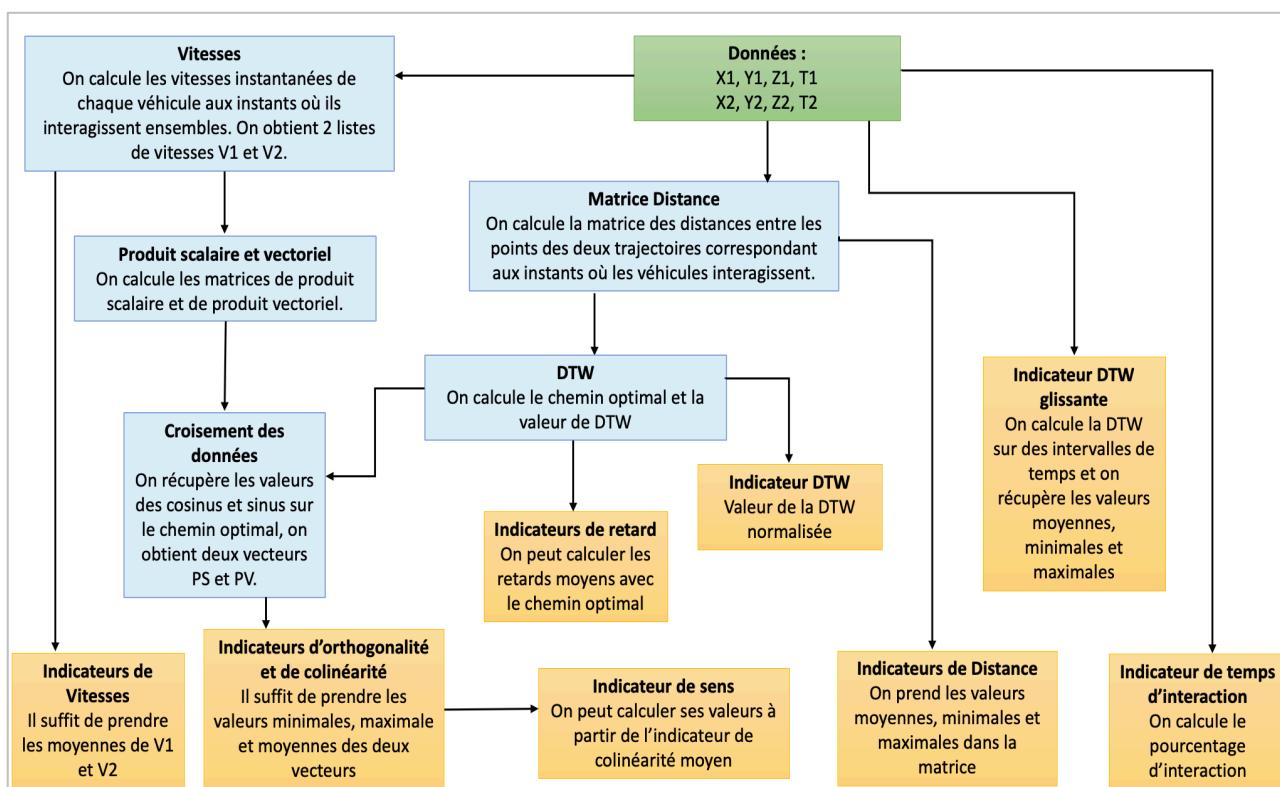 Vitesses
On calcule les vitesses instantanées de
chaque véhicule aux instants où ils
interagissent ensembles. On obtient 2 listes
de vitesses V1 et V2.
Données :
X1, Y1, Z1, T1
X2, Y2, Z2, T2
Matrice Distance
On calcule la matrice des distances entre les
points des deux trajectoires correspondant
aux instants où les véhicules interagissent.
Produit scalaire et vectoriel
On calcule les matrices de produit
scalaire et de produit vectoriel.
DTW
On calcule le chemin optimal et la
valeur de DTW
Indicateur DTW
glissante
On calcule la DTW
sur des intervalles de
temps et on
récupère les valeurs
moyennes,
minimales et
maximales
Croisement des
données
On récupère les valeurs
des cosinus et sinus sur
le chemin optimal, on
obtient deux vecteurs
PS et PV.
Indicateur DTW
Valeur de la DTW
normalisée
Indicateurs de retard
On peut calculer les
retards moyens avec
le chemin optimal
Indicateurs de
Vitesses
Il suffit de prendre
les moyennes de V1
et V2
Indicateurs d’orthogonalité
et de colinéarité
Il suffit de prendre les
valeurs minimales, maximale
et moyennes des deux
vecteurs
Indicateur de sens
On peut calculer ses valeurs à
partir de l’indicateur de
colinéarité moyen
Indicateurs de Distance
On prend les valeurs
moyennes, minimales et
maximales dans la
matrice
Indicateur de temps
d’interaction
On calcule le
pourcentage
d’interaction